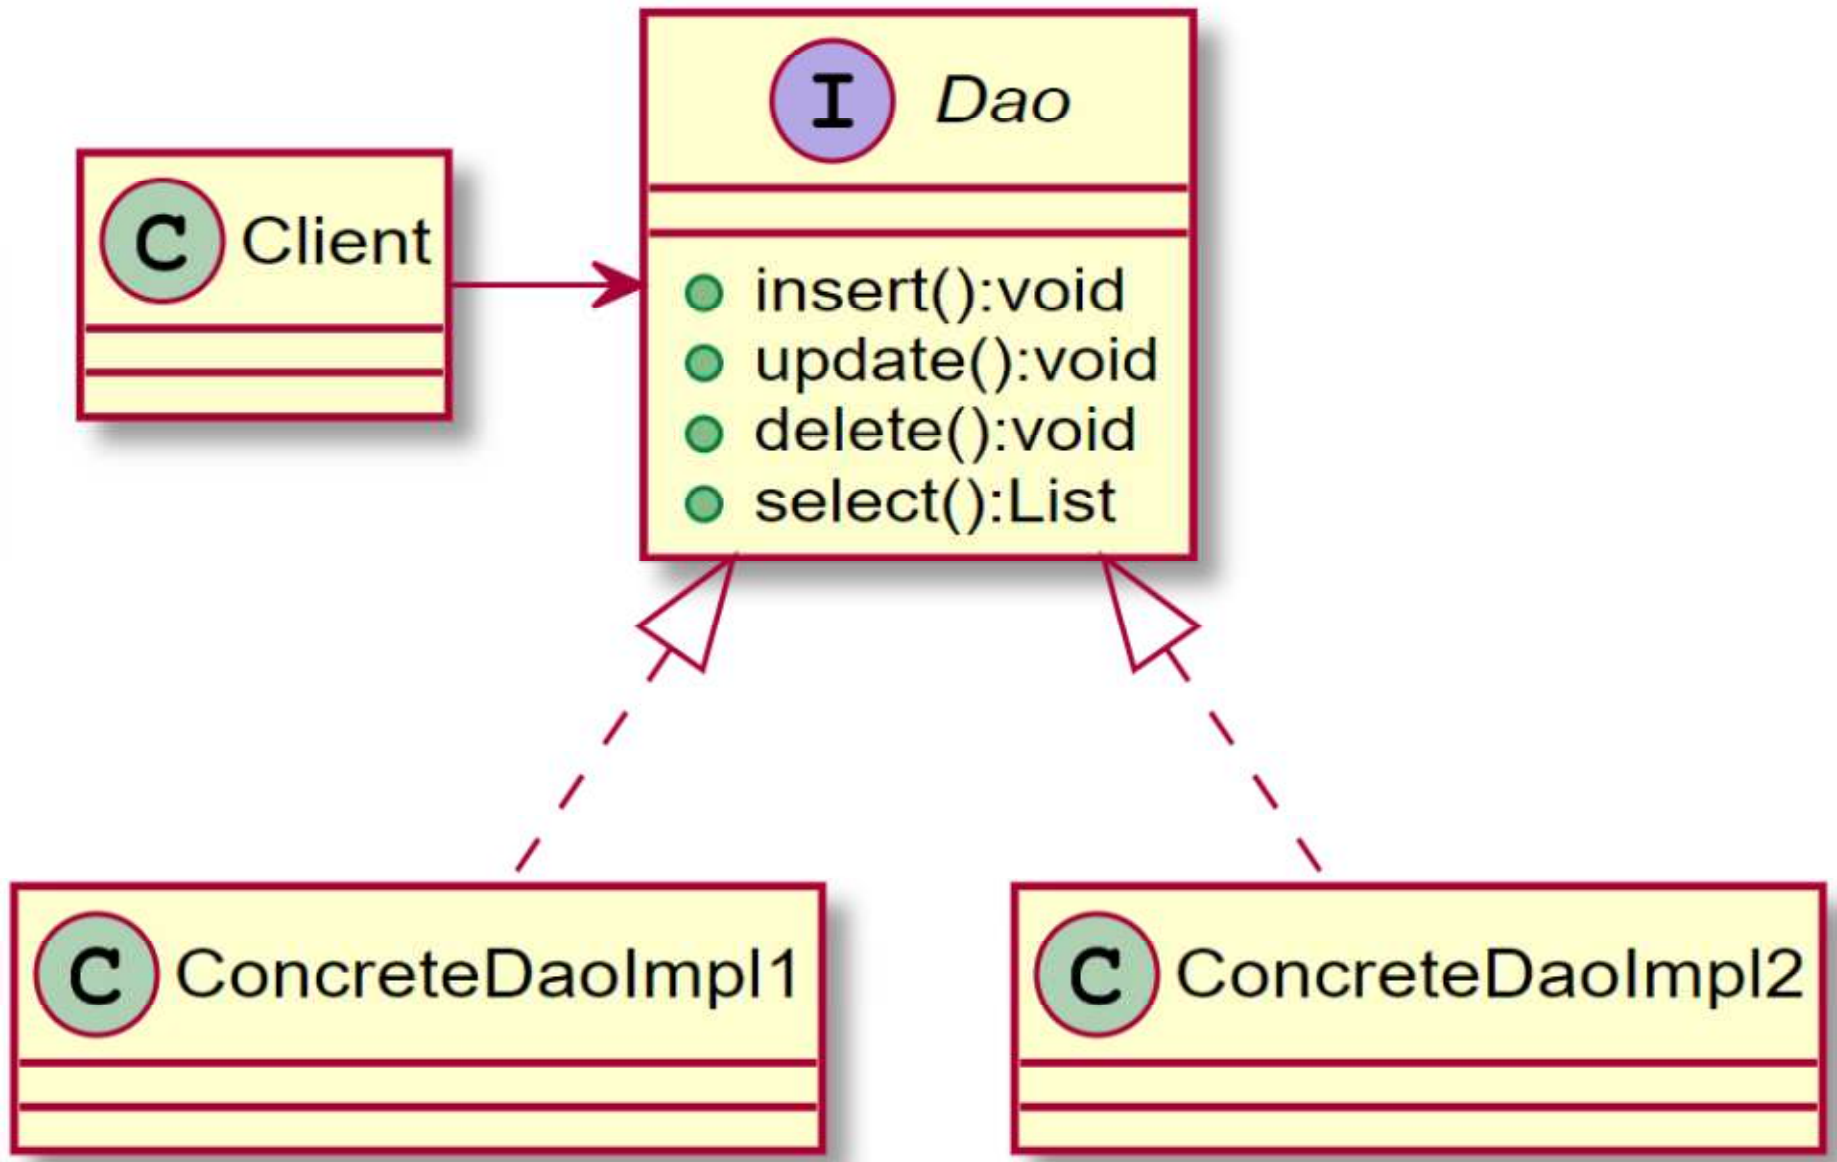 I Dao
C Client
insert():void
update():void
delete():void
select():List
C ConcreteDaoImpl1
C ConcreteDaoImpl2